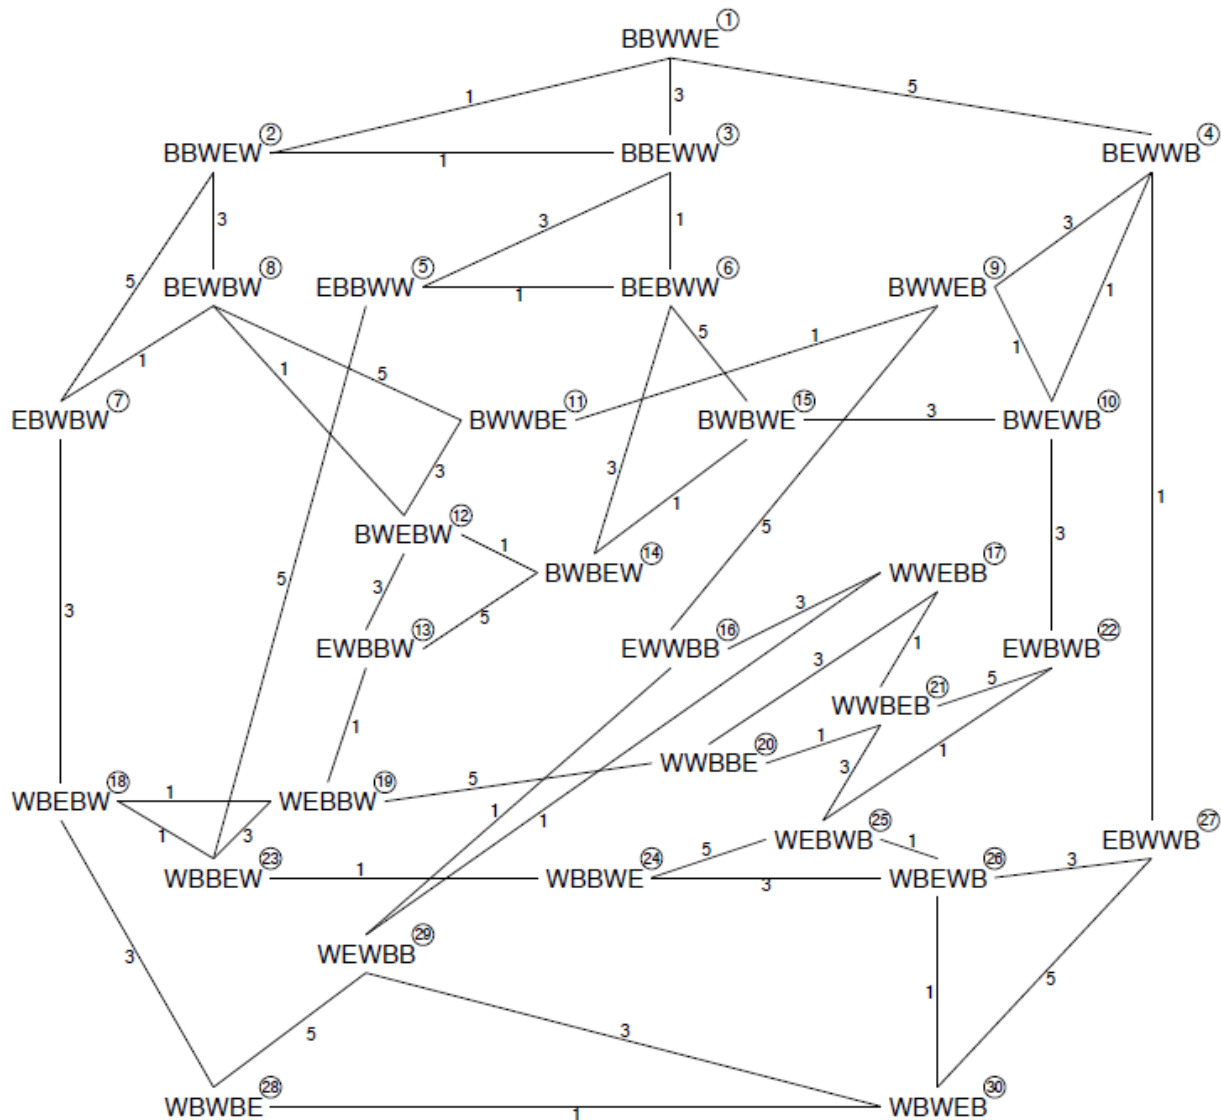 BBWWE①
1 3 5
BBWEW② 1 BBEWW③ BEWWB④
5 3 3 1 3 1
BEWBW⑧ EBBWW⑤ 1 BEBWW⑥ BWWEB⑨
1 1 5 5 1 1
EBWBW⑦ BWWBE⑪ BWBWE⑮ 3 BWEWB⑩
3 3 1 1
BWEBW⑫ 1 BWBEW⑭ 5 3
5 3 WWEBB⑰
3 5 3
EWBBW⑬ EWWBB⑯ 3 1 EWBWB㉒
WWBEB㉑ 5
1 1 1
WWBBE⑳ 3
WBEBW⑱ 1 WEBBW⑲ 5 1 1
1 3 WEBWB㉕ EBWWB㉗
WBBEW㉓ 1 WBBWE㉔ 5 3 1 WBEWB㉖ 3
WEWBB㉙
3 5 3 1 5
WBWBE㉘ 1 WBWEB㉚